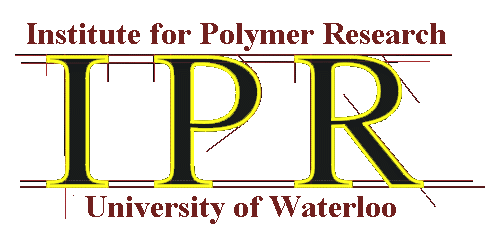 Institute for Polymer Research
IPR
University of Waterloo